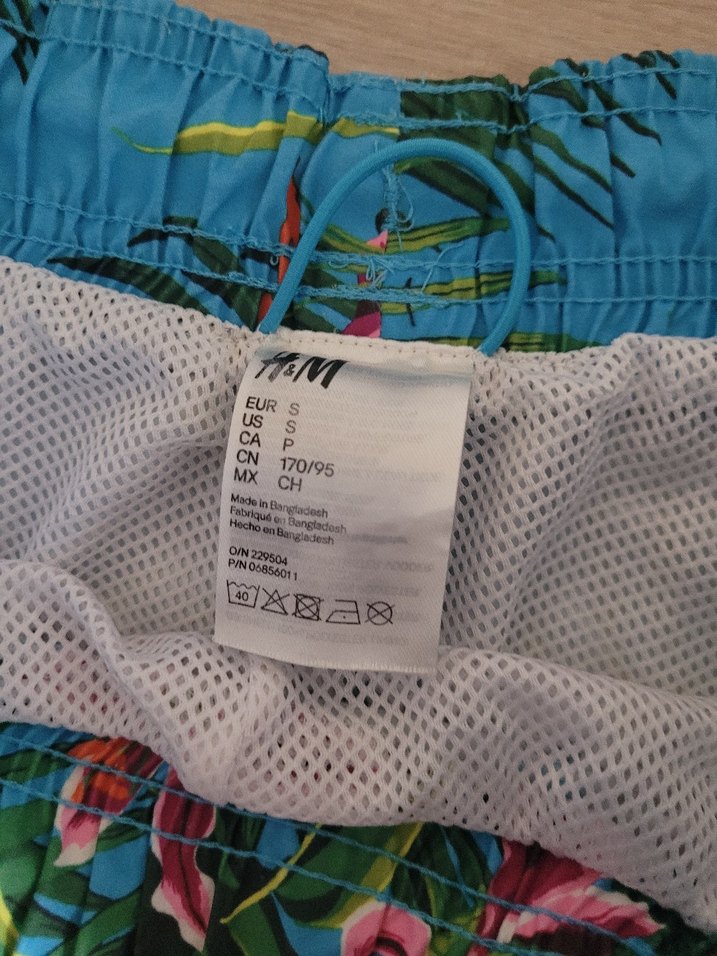 H&M
EUR S
US S
CA P
CN 170/95
MX CH
Made in Bangladesh
Fabriqué en Bangladesh
Hecho en Bangladesh
O/N 229504
P/N 06856011
40